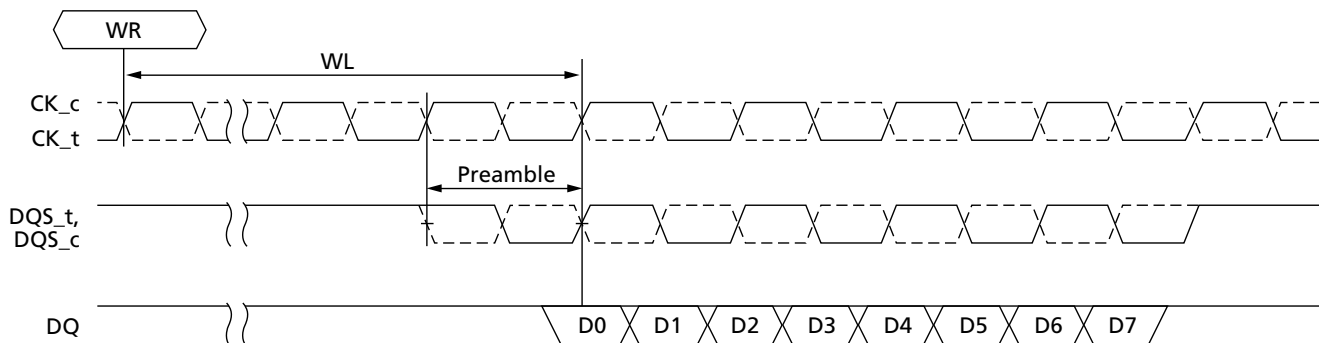 WR
WL
CK_c
CK_t
Preamble
DQS_t,
DQS_c
DQ
D0 D1 D2 D3 D4 D5 D6 D7